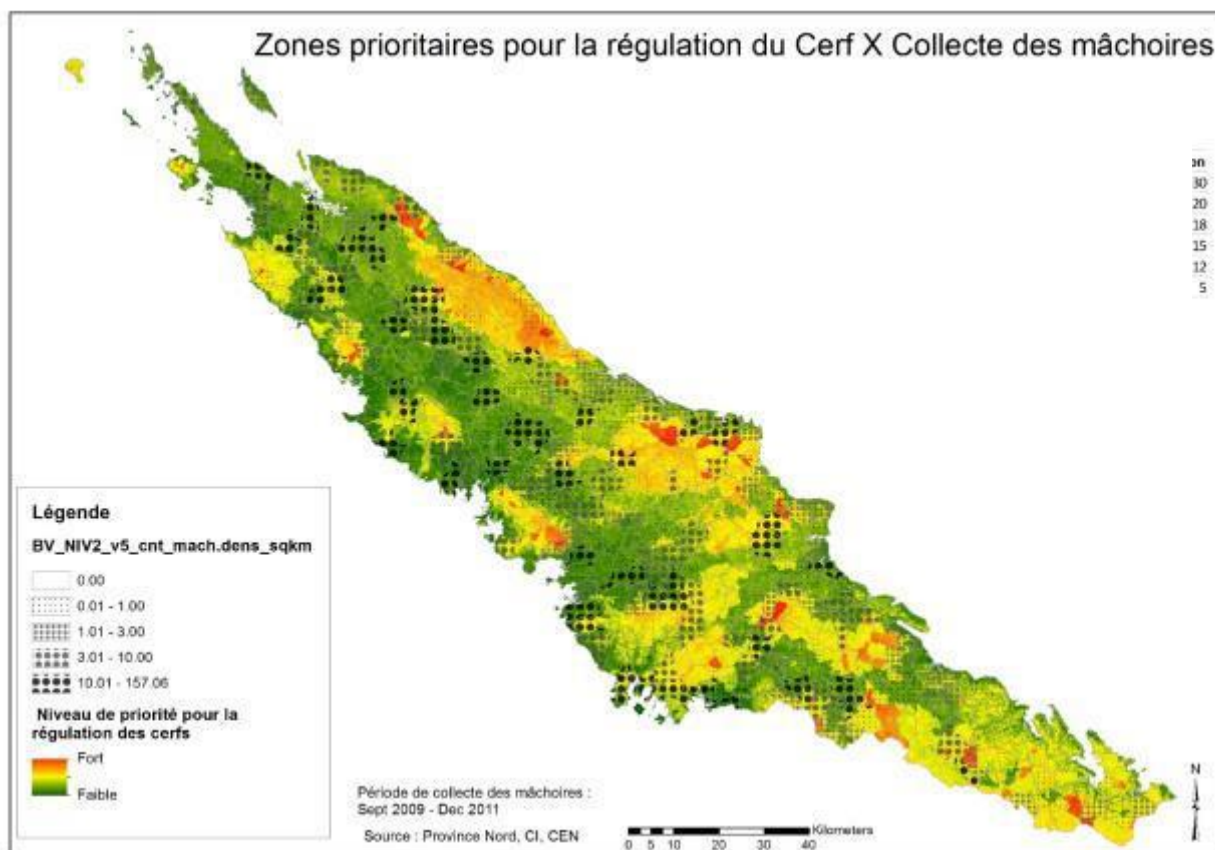 Zones prioritaires pour la régulation du Cerf X Collecte des mâchoires
on
30
20
18
15
12
5
Légende
BV_NIV2_v5_cnt_mach.dens_sqkm
0.00
0.01 - 1.00
1.01 - 3.00
3.01 - 10.00
10.01 - 157.06
Niveau de priorité pour la
régulation des cerfs
Fort
Faible
Période de collecte des mâchoires :
Sept 2009 - Dec 2011
Source : Province Nord, CI, CEN
Kilometers
0 5 10 20 30 40
N